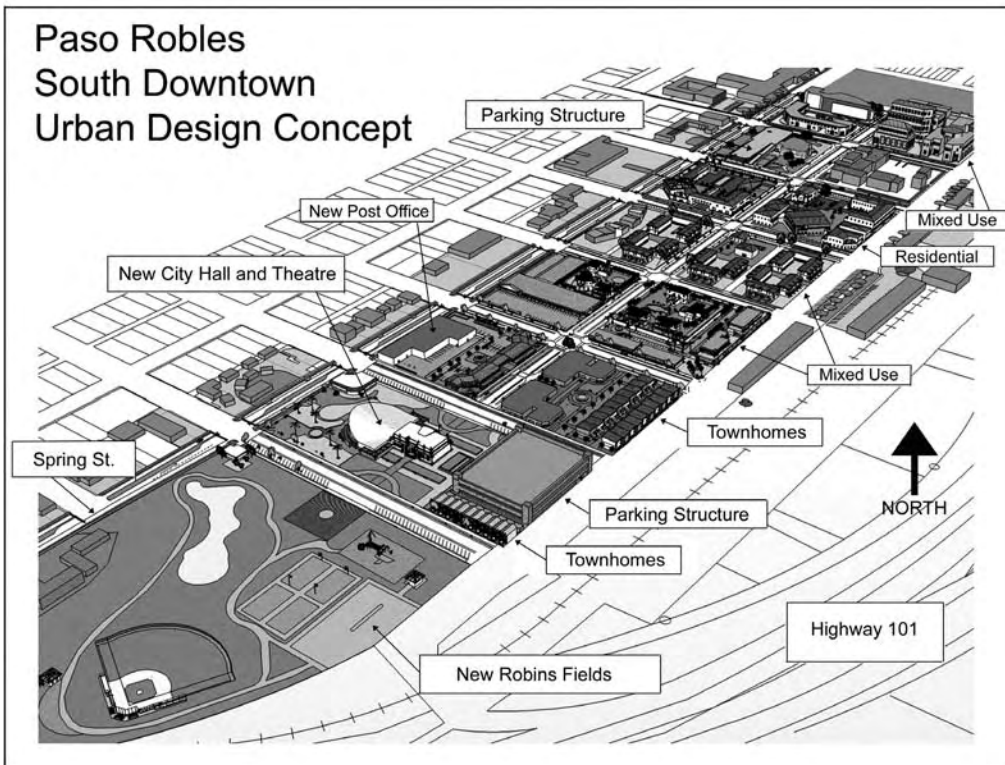 Paso Robles
South Downtown
Urban Design Concept
Parking Structure
New Post Office
Mixed Use
New City Hall and Theatre
Residential
Mixed Use
Townhomes
Spring St.
NORTH
Parking Structure
Townhomes
Highway 101
New Robins Fields